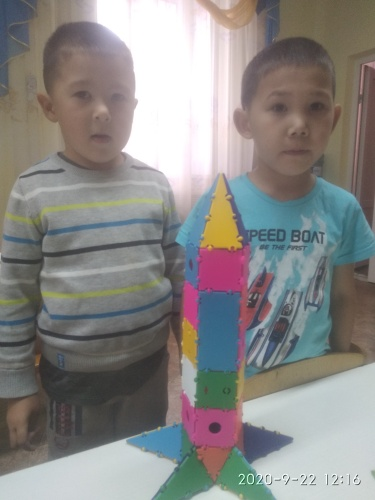 SPEED BOAT
BE THE FIRST
2020-9-22 12:16